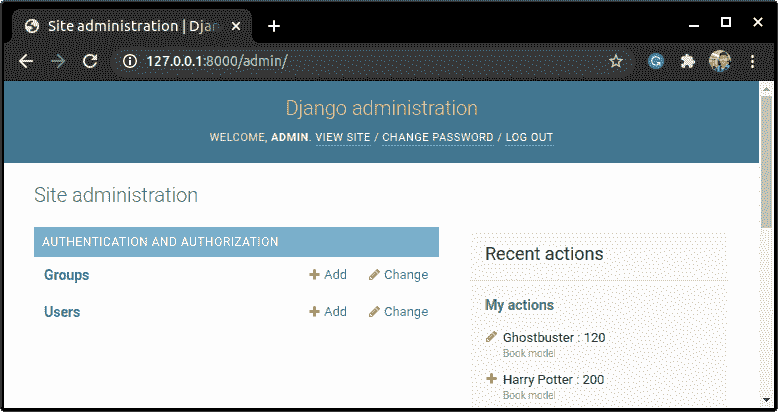 Site administration | Djan
127.0.0.1:8000/admin/
Django administration
WELCOME, ADMIN. VIEW SITE / CHANGE PASSWORD / LOG OUT
Site administration
AUTHENTICATION AND AUTHORIZATION
Groups Add Change
Users Add Change
Recent actions
My actions
Ghostbuster : 120
Book model
Harry Potter : 200
Book model